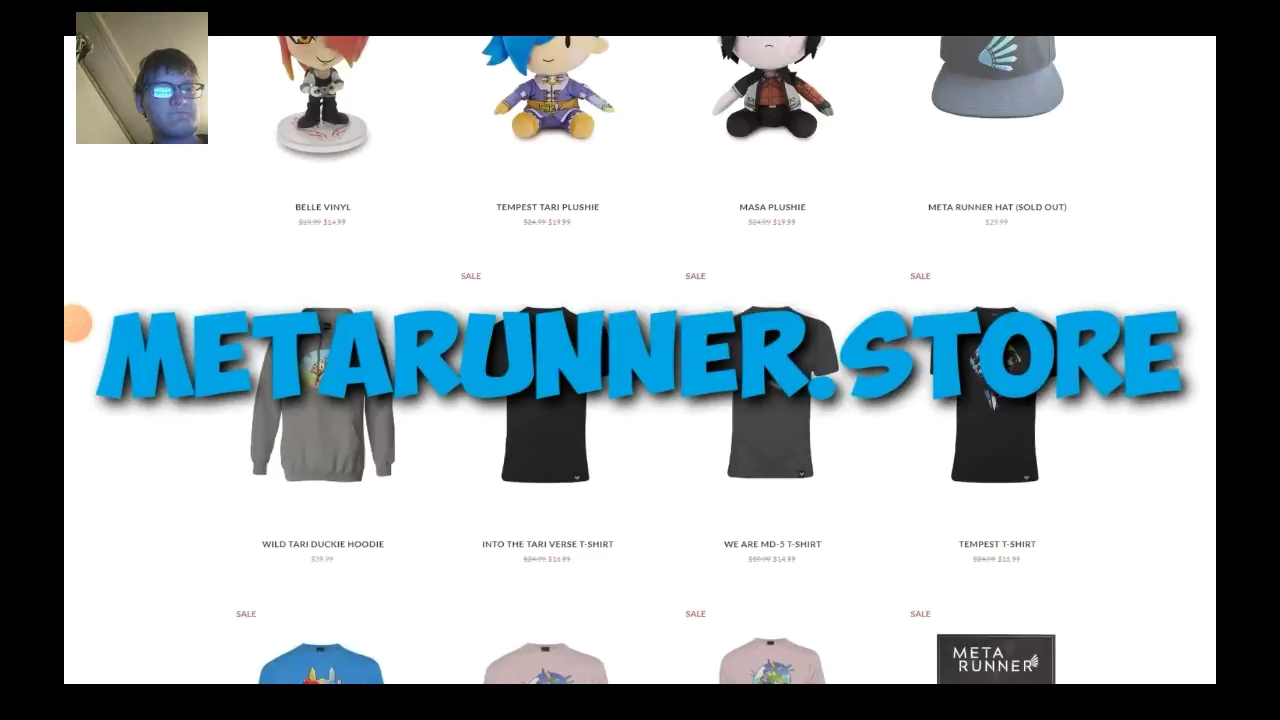 BELLE VINYL
$19.99 $14.99
TEMPEST TARI PLUSHIE
$24.99 $19.99
MASA PLUSHIE
$24.99 $19.99
META RUNNER HAT (SOLD OUT)
$29.99
SALE
SALE
SALE
METARUNNER.STORE
WILD TARI DUCKIE HOODIE
$39.99
INTO THE TARI VERSE T-SHIRT
$24.99 $16.99
WE ARE MD-5 T-SHIRT
$19.99 $14.99
TEMPEST T-SHIRT
$24.99 $16.99
SALE
SALE
SALE
META
RUNNER